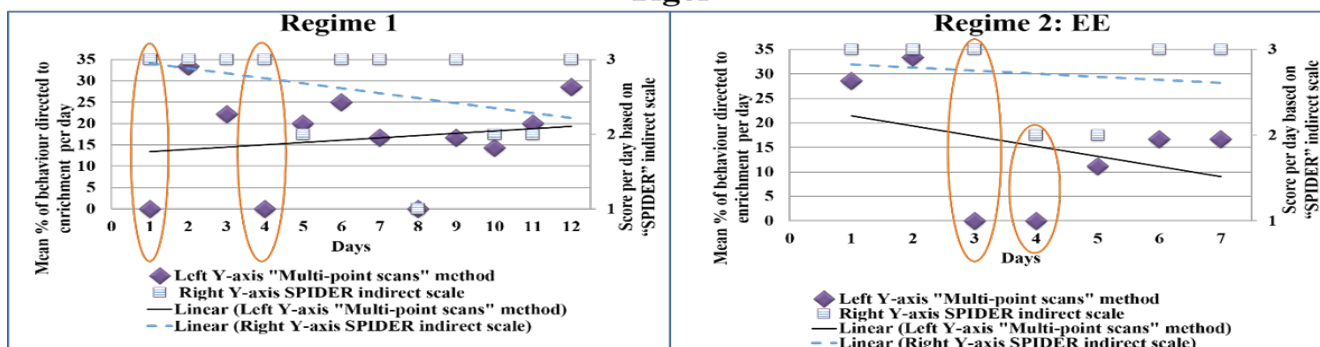 Regime 1
Mean % of behaviour directed to
enrichment per day
35
30
25
20
15
10
5
0
3
2
1
Score per day based on
“SPIDER” indirect scale
0 1 2 3 4 5 6 7 8 9 10 11 12
Days
Left Y-axis "Multi-point scans" method
Right Y-axis SPIDER indirect scale
Linear (Left Y-axis "Multi-point scans" method)
Linear (Right Y-axis SPIDER indirect scale)
Regime 2: EE
Mean % of behaviour directed to
enrichment per day
35
30
25
20
15
10
5
0
3
2
1
Score per day based on
“SPIDER” indirect scale
0 1 2 3 4 5 6 7
Days
Left Y-axis "Multi-point scans" method
Right Y-axis SPIDER indirect scale
Linear (Left Y-axis "Multi-point scans" method)
Linear (Right Y-axis SPIDER indirect scale)